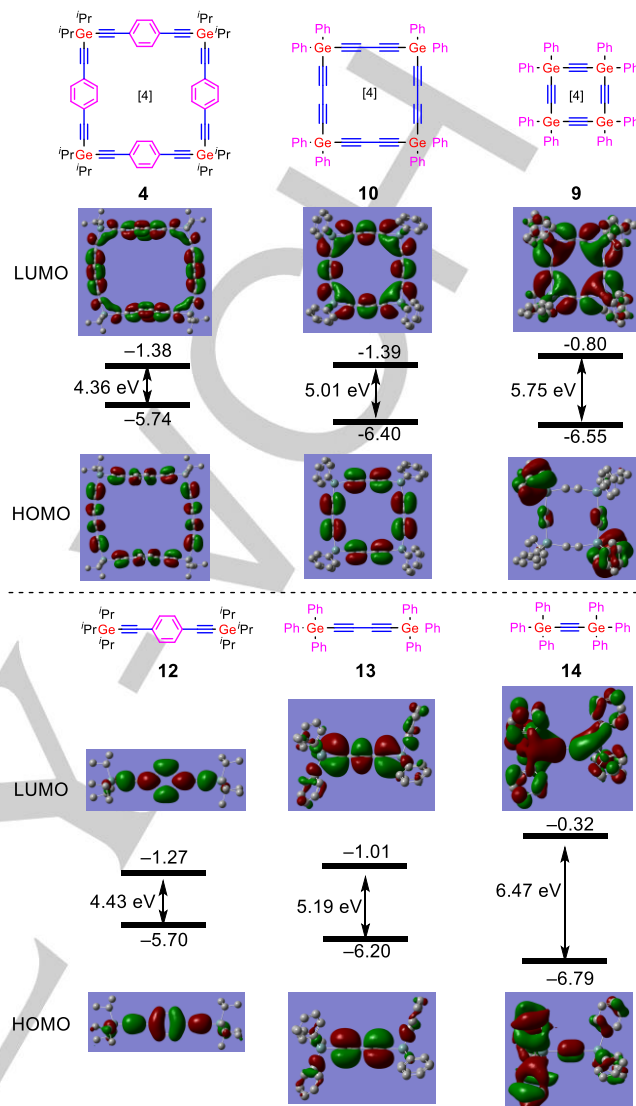 ⁱPr Ge Ge ⁱPr
ⁱPr ⁱPr
[4]
ⁱPr ⁱPr
ⁱPr Ge Ge ⁱPr
4
Ph Ph
Ph Ge Ge Ph
[4]
Ph Ge Ge Ph
Ph Ph
10
Ph Ph
Ph Ge Ge Ph
[4]
Ph Ge Ge Ph
Ph Ph
9
LUMO
–1.38
4.36 eV
–5.74
-1.39
5.01 eV
-6.40
-0.80
5.75 eV
-6.55
HOMO
ⁱPr ⁱPr
ⁱPrGe GeⁱPr
ⁱPr ⁱPr
12
Ph Ph
Ph Ge Ge Ph
Ph Ph
13
Ph Ph
Ph Ge Ge Ph
Ph Ph
14
LUMO
–1.27
4.43 eV
–5.70
–1.01
5.19 eV
–6.20
–0.32
6.47 eV
–6.79
HOMO
Y-VCH